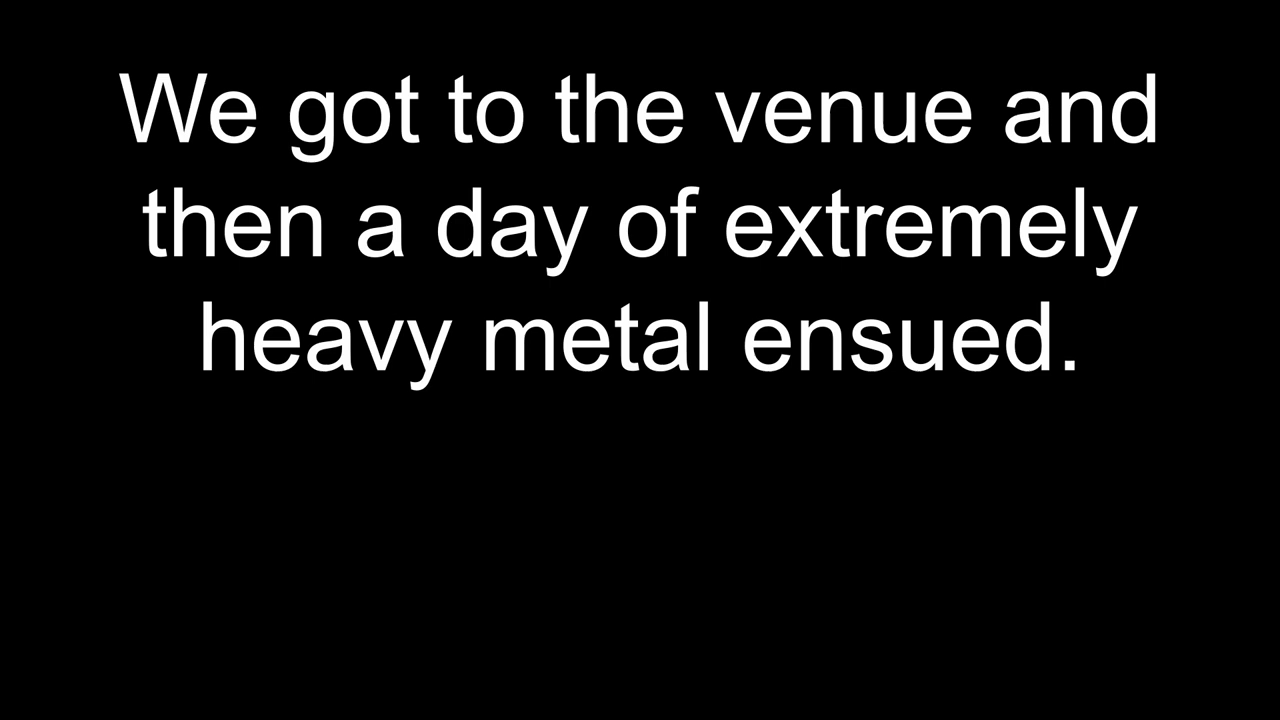 We got to the venue and
then a day of extremely
heavy metal ensued.